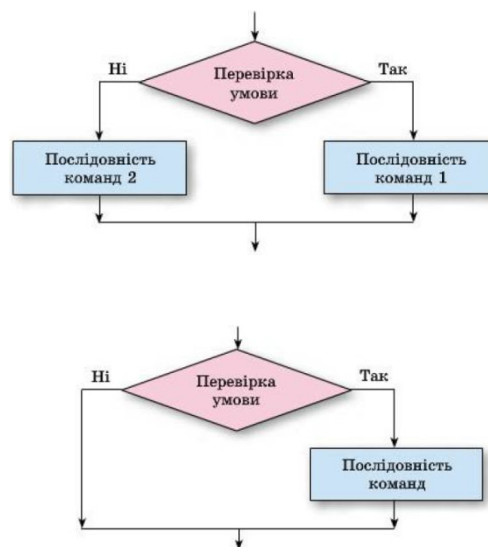 Ні
Перевірка
умови
Так
Послідовність
команд 2
Послідовність
команд 1
Ні
Перевірка
умови
Так
Послідовність
команд